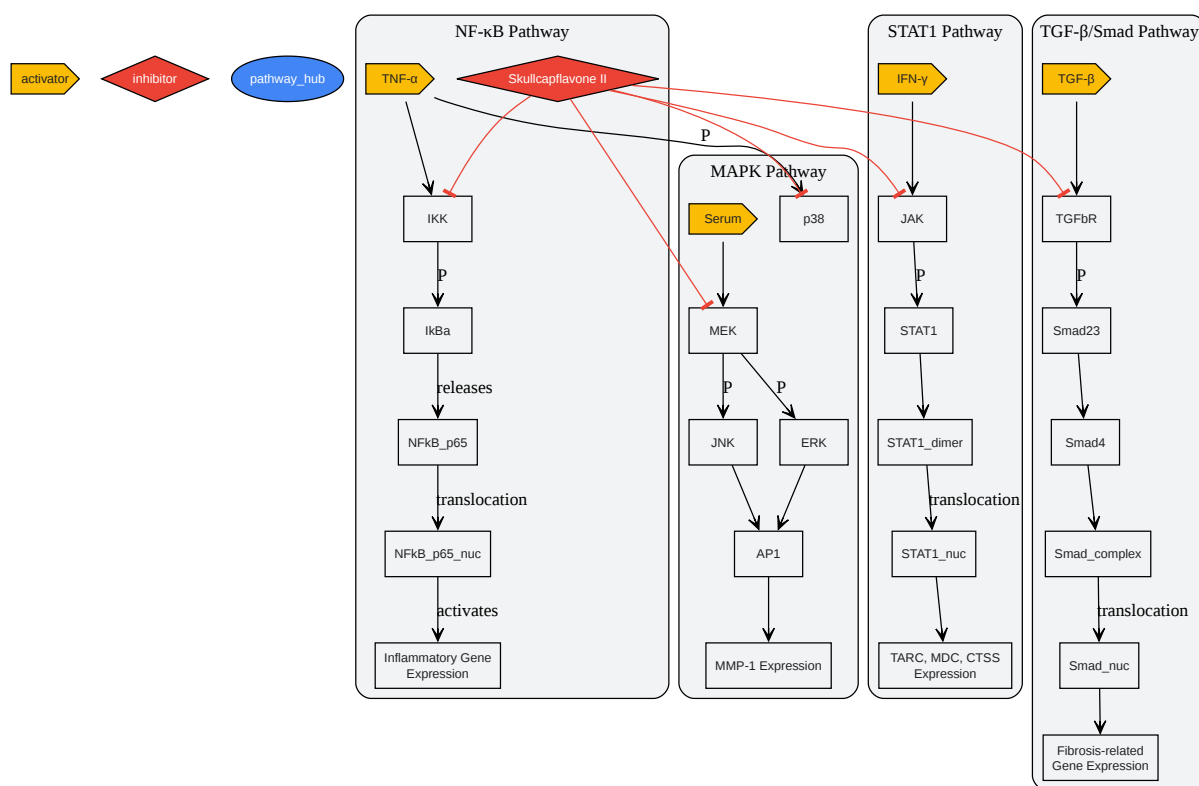 NF-κB Pathway
STAT1 Pathway
TGF-β/Smad Pathway
activator
inhibitor
pathway_hub
TNF-α
Skullcapflavone II
IFN-γ
TGF-β
P
MAPK Pathway
IKK
Serum
p38
JAK
TGFbR
P
P
P
IkBa
MEK
STAT1
Smad23
releases
P
P
NFkB_p65
JNK
ERK
STAT1_dimer
Smad4
translocation
translocation
NFkB_p65_nuc
AP1
STAT1_nuc
Smad_complex
activates
translocation
Inflammatory Gene
Expression
MMP-1 Expression
TARC, MDC, CTSS
Expression
Smad_nuc
Fibrosis-related
Gene Expression